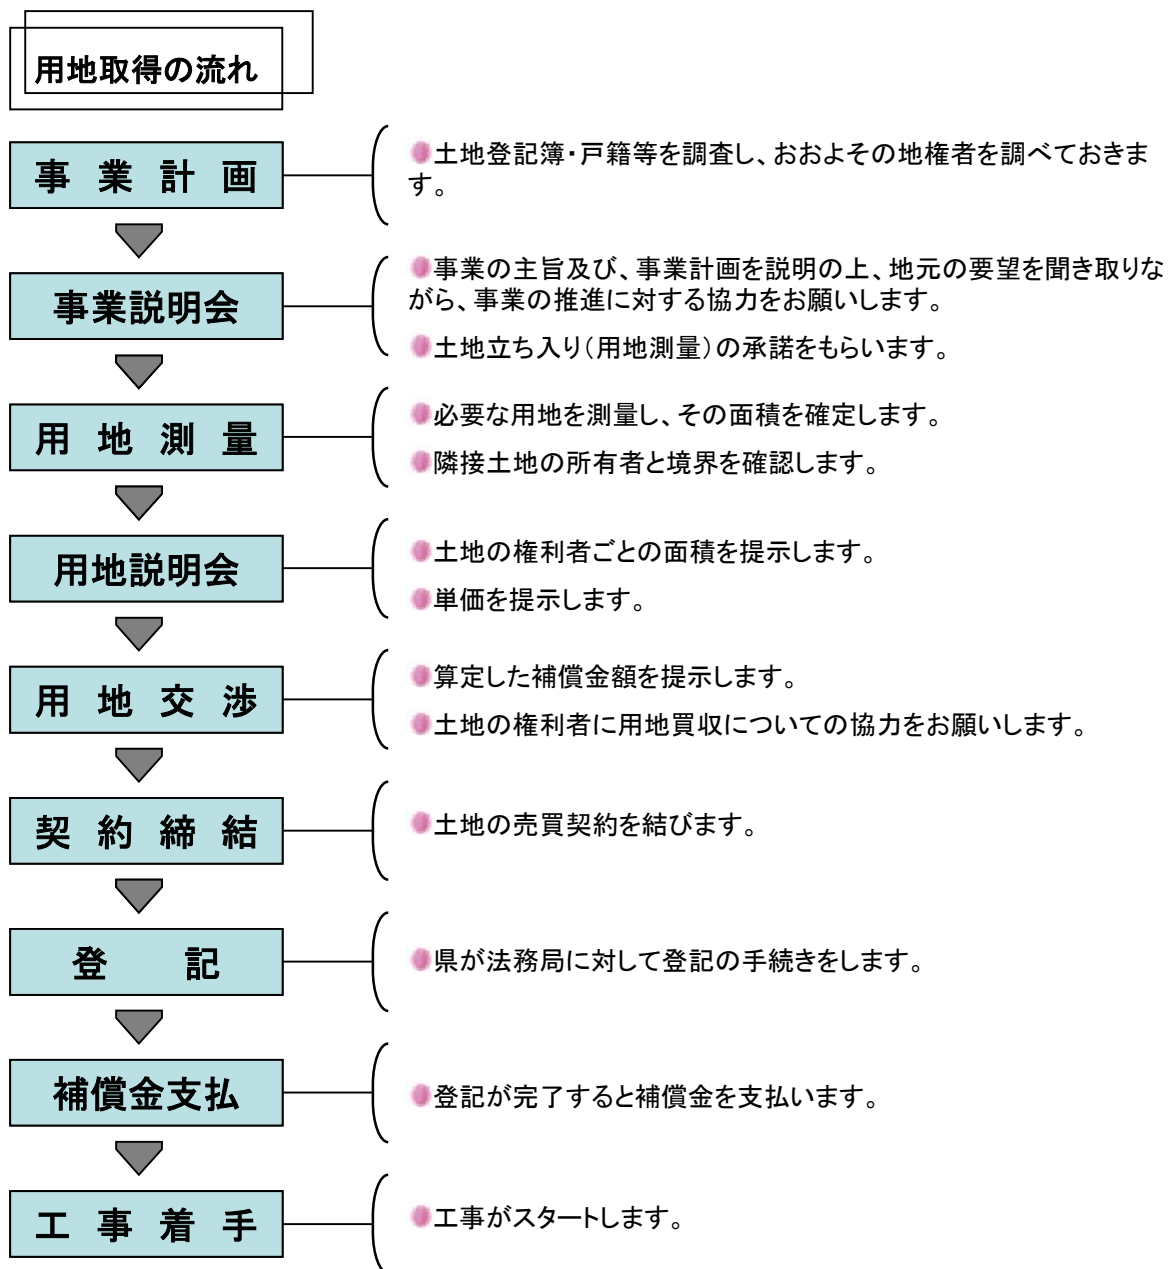 用地取得の流れ
事業計画
土地登記簿・戸籍等を調査し、おおよその地権者を調べておきま
す。
事業説明会
事業の主旨及び、事業計画を説明の上、地元の要望を聞き取りな
がら、事業の推進に対する協力をお願いします。
土地立ち入り（用地測量）の承諾をもらいます。
用地測量
必要な用地を測量し、その面積を確定します。
隣接土地の所有者と境界を確認します。
用地説明会
土地の権利者ごとの面積を提示します。
単価を提示します。
用地交渉
算定した補償金額を提示します。
土地の権利者に用地買収についての協力をお願いします。
契約締結
土地の売買契約を結びます。
登記
県が法務局に対して登記の手続きをします。
補償金支払
登記が完了すると補償金を支払います。
工事着手
工事がスタートします。